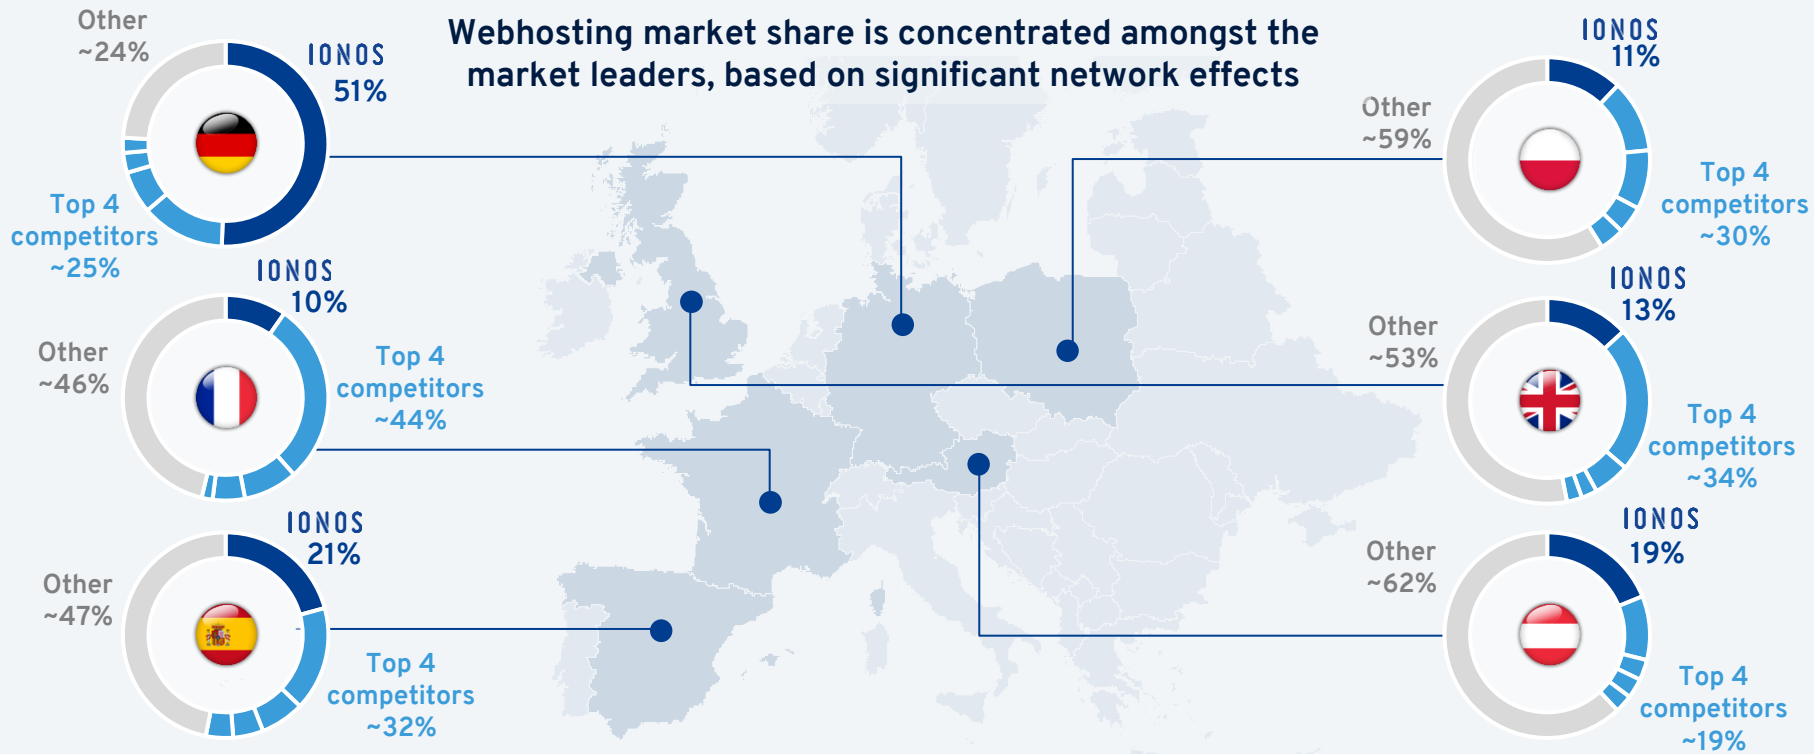 Webhosting market share is concentrated amongst the
market leaders, based on significant network effects
Other
~24%
IONOS
51%
Top 4
competitors
~25%
IONOS
10%
Other
~46%
Top 4
competitors
~44%
IONOS
21%
Other
~47%
Top 4
competitors
~32%
IONOS
11%
Other
~59%
Top 4
competitors
~30%
IONOS
13%
Other
~53%
Top 4
competitors
~34%
IONOS
19%
Other
~62%
Top 4
competitors
~19%